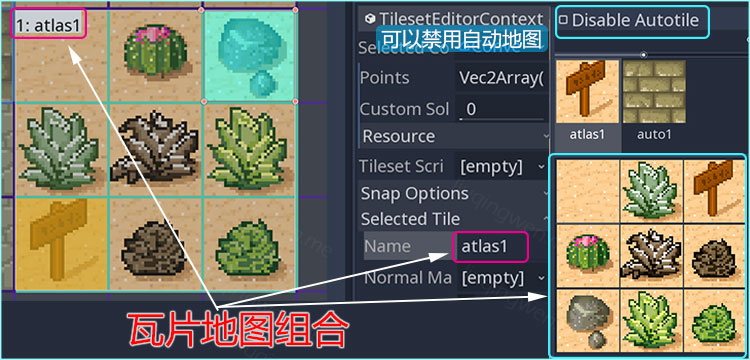 1: atlas1
TilesetEditorContext
可以禁用自动地图
Disable Autotile
Selected Co
Points
Vec2Array(
Custom Sol
0
Resource
Tileset Scri
[empty]
Snap Options
Selected Tile
Name
atlas1
Normal Ma
[empty]
atlas1
auto1
瓦片地图组合